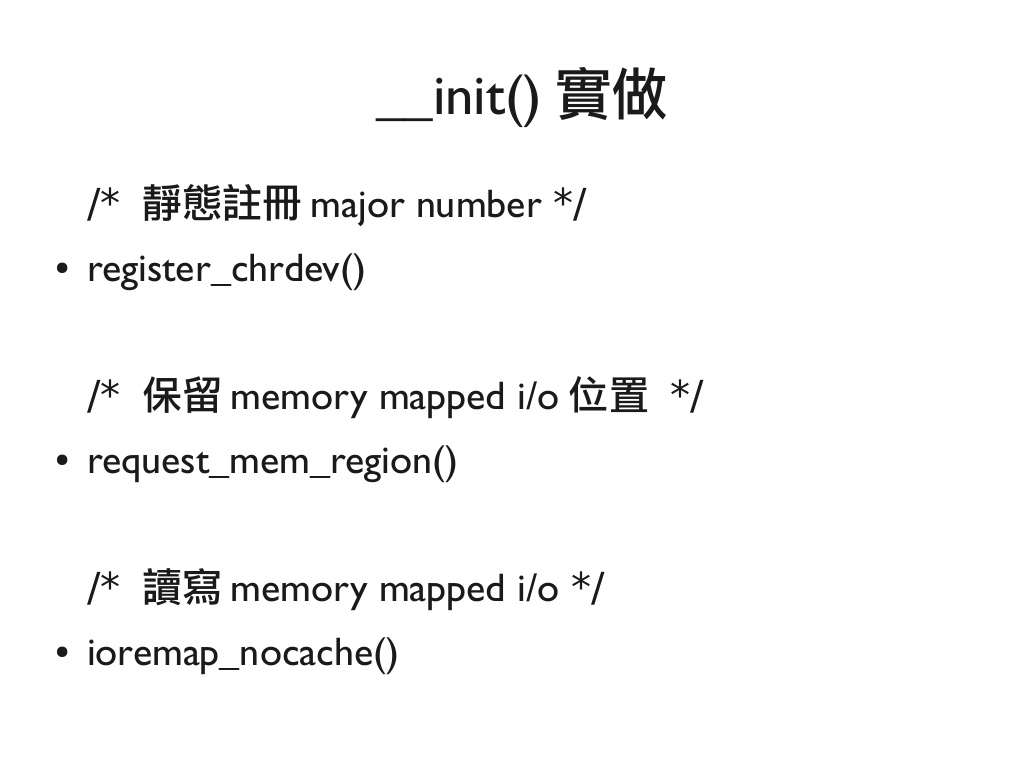 __init() 實做
/* 靜態註冊 major number */
• register_chrdev()
/* 保留 memory mapped i/o 位置 */
• request_mem_region()
/* 讀寫 memory mapped i/o */
• ioremap_nocache()